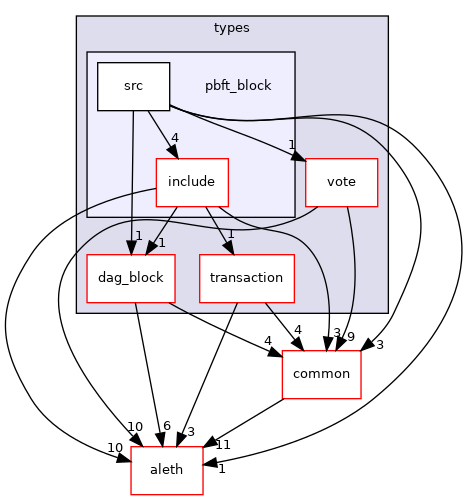 types
src
pbft_block
4
1
include
vote
1
1
1
dag_block
transaction
4
4
3
9
3
common
10
10
6
3
11
1
aleth